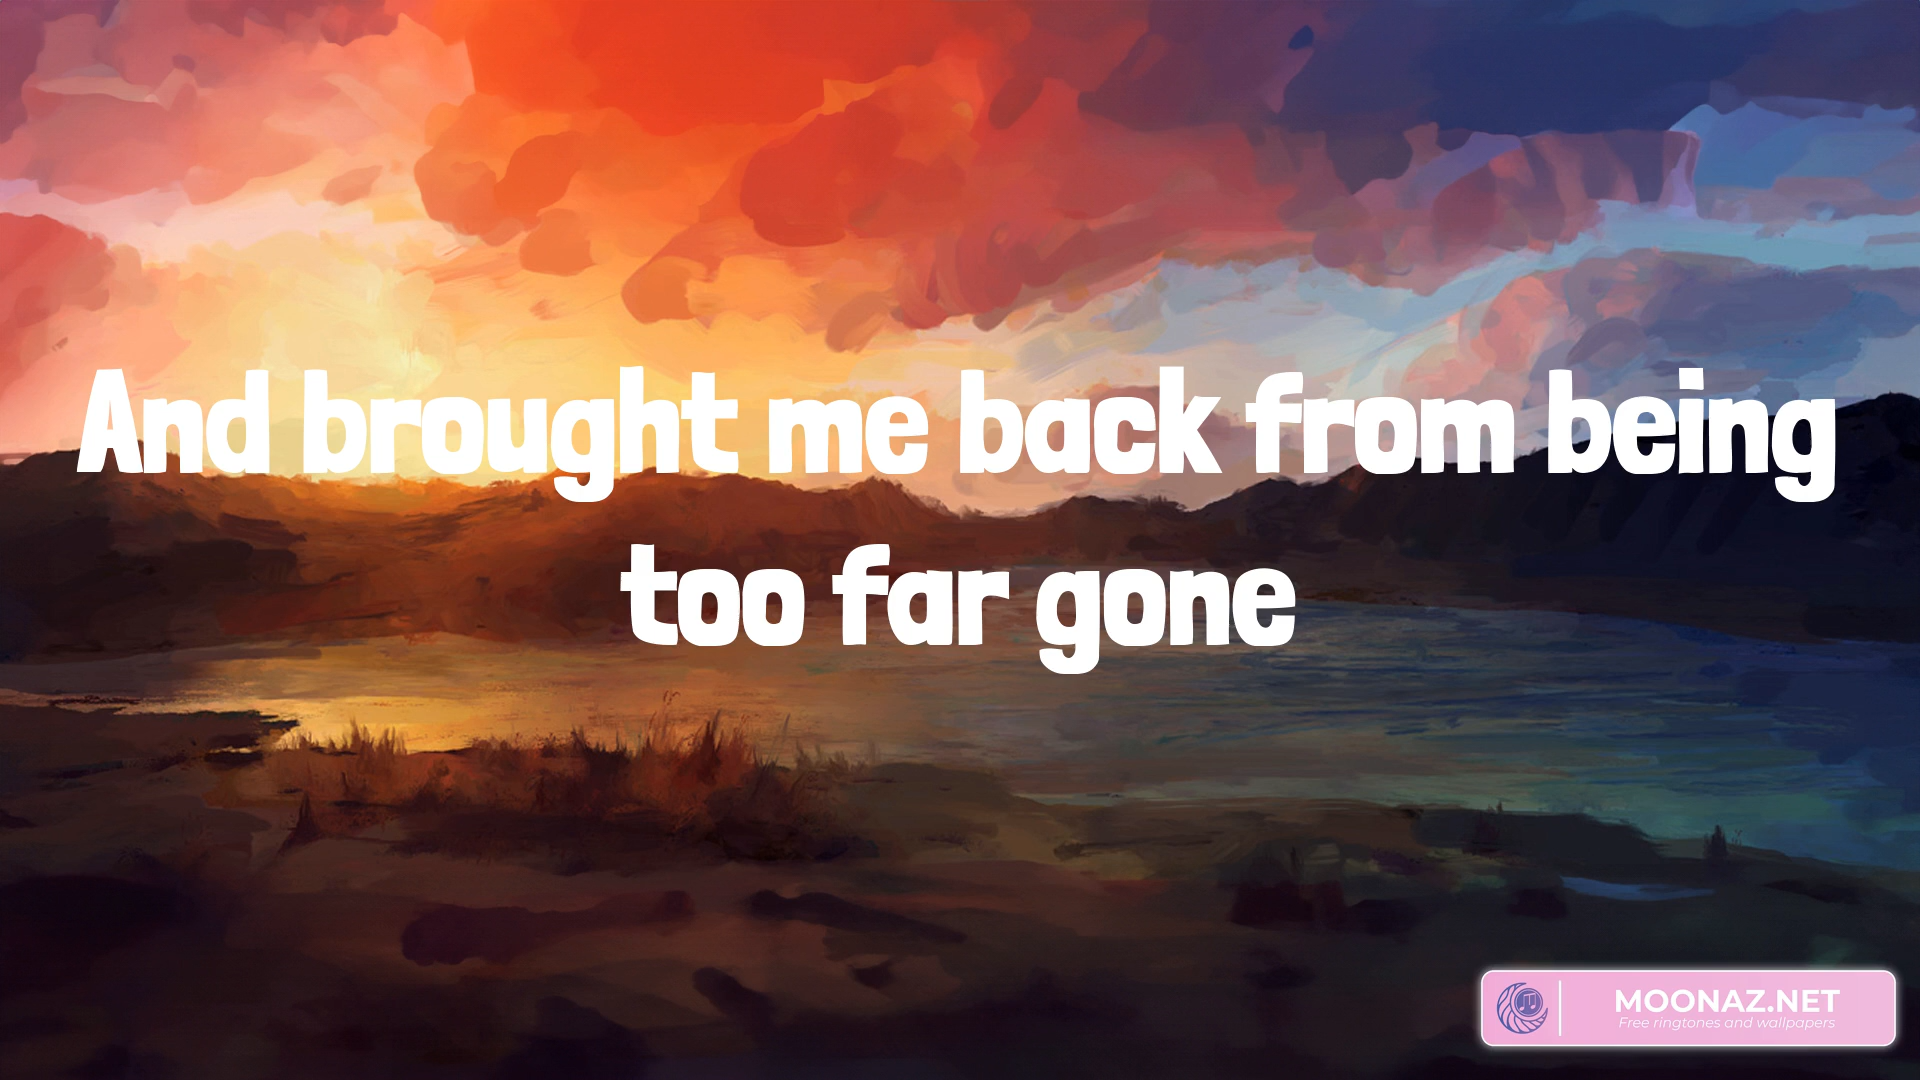 And brought me back from being
too far gone
MOONAZ.NET
Free ringtones and wallpapers